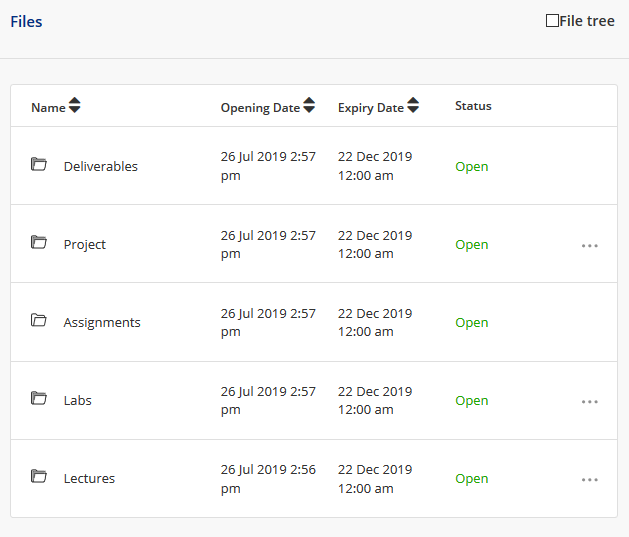 Files
File tree
Name Opening Date Expiry Date Status
Deliverables 26 Jul 2019 2:57 pm 22 Dec 2019 12:00 am Open
Project 26 Jul 2019 2:57 pm 22 Dec 2019 12:00 am Open
Assignments 26 Jul 2019 2:57 pm 22 Dec 2019 12:00 am Open
Labs 26 Jul 2019 2:57 pm 22 Dec 2019 12:00 am Open
Lectures 26 Jul 2019 2:56 pm 22 Dec 2019 12:00 am Open